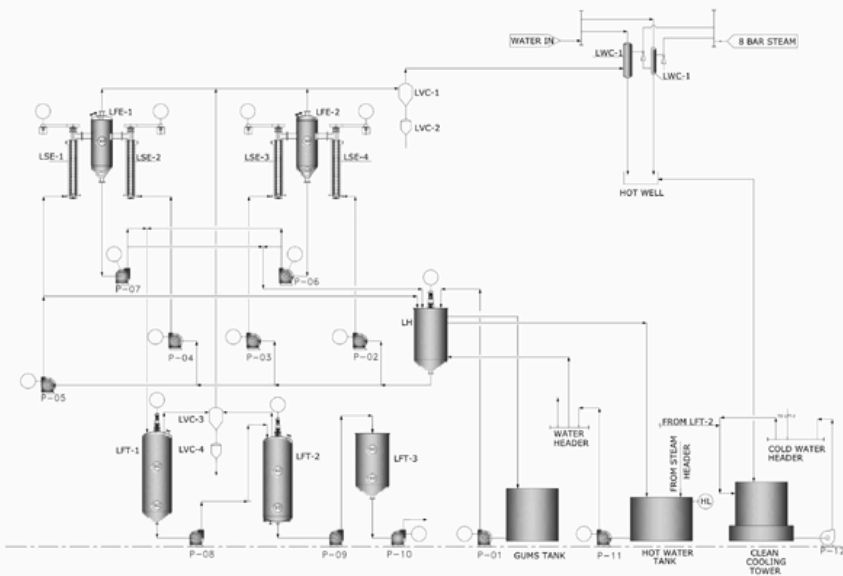 WATER IN
LWC-1
8 BAR STEAM
LWC-1
LFE-1
LFE-2
LVC-1
LVC-2
LSE-1
LSE-2
LSE-3
LSE-4
HOT WELL
P-07
P-06
LH
P-04
P-03
P-02
P-05
LVC-3
LVC-4
LFT-1
LFT-2
LFT-3
WATER
HEADER
FROM LFT-2
FROM STEAM
HEADER
COLD WATER
HEADER
HL
P-08
P-09
P-10
P-01
GUMS TANK
P-11
HOT WATER
TANK
CLEAN
COOLING
TOWER
P-12